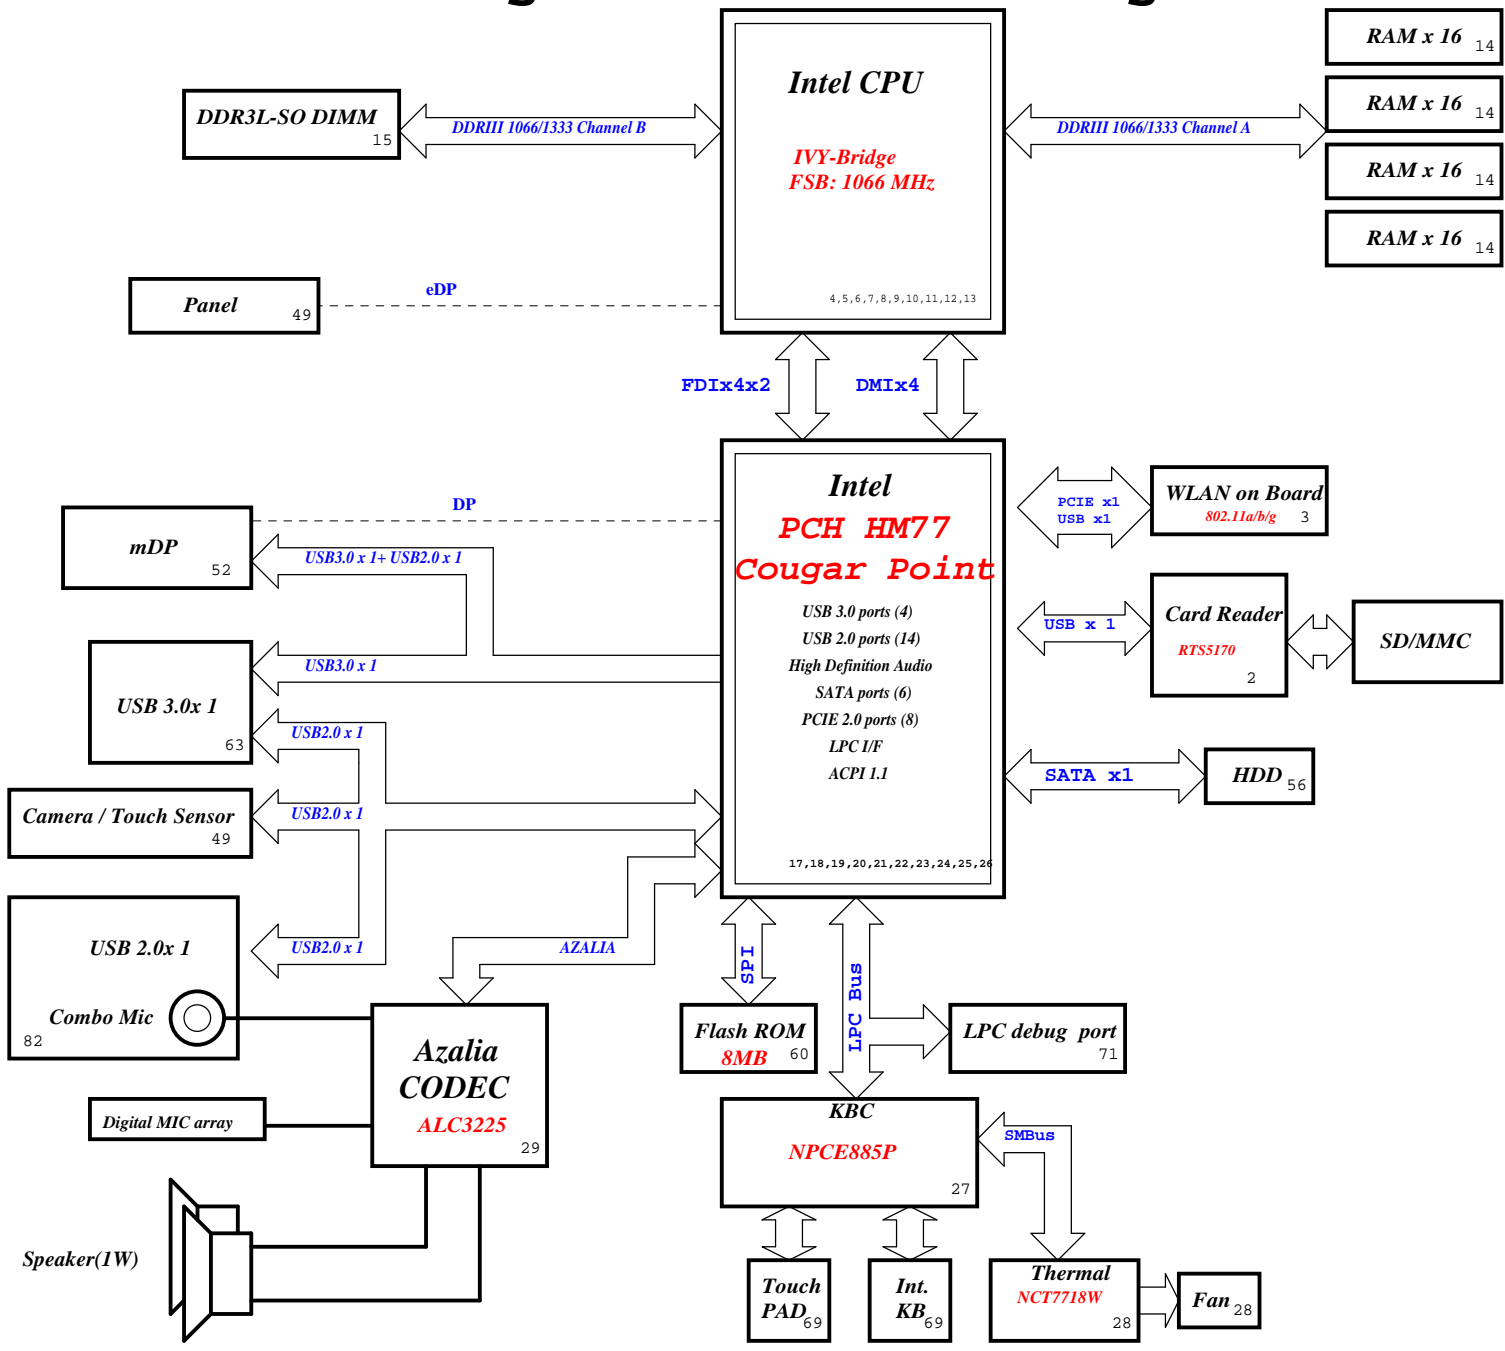 Intel CPU
IVY-Bridge
FSB: 1066 MHz
4,5,6,7,8,9,10,11,12,13
DDR3L-SO DIMM
15
DDRIII 1066/1333 Channel B
DDRIII 1066/1333 Channel A
RAM x 16
14
RAM x 16
14
RAM x 16
14
RAM x 16
14
Panel
49
eDP
FDIx4x2
DMIx4
Intel
PCH HM77
Cougar Point
USB 3.0 ports (4)
USB 2.0 ports (14)
High Definition Audio
SATA ports (6)
PCIE 2.0 ports (8)
LPC I/F
ACPI 1.1
17,18,19,20,21,22,23,24,25,26
DP
mDP
52
USB3.0 x 1+ USB2.0 x 1
USB3.0 x 1
USB 3.0x 1
63
USB2.0 x 1
Camera / Touch Sensor
49
USB2.0 x 1
USB 2.0x 1
USB2.0 x 1
Combo Mic
82
AZALIA
PCIE x1
USB x1
WLAN on Board
802.11a/b/g
3
USB x 1
Card Reader
RTS5170
2
SD/MMC
SATA x1
HDD
56
SPI
LPC Bus
Flash ROM
8MB
60
LPC debug port
71
Azalia
CODEC
ALC3225
29
Digital MIC array
Speaker(1W)
KBC
NPCE885P
27
SMBus
Touch
PAD
69
Int.
KB
69
Thermal
NCT7718W
28
Fan
28